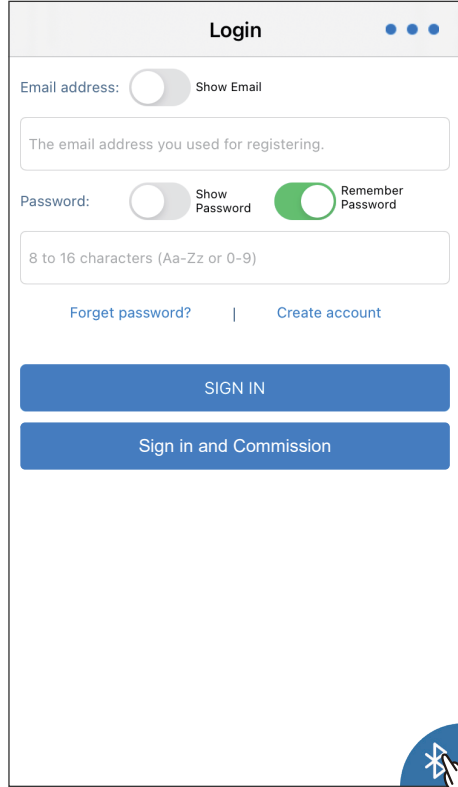 Login
Email address: Show Email
The email address you used for registering.
Password: Show Password Remember Password
8 to 16 characters (Aa-Zz or 0-9)
Forget password? | Create account
SIGN IN
Sign in and Commission